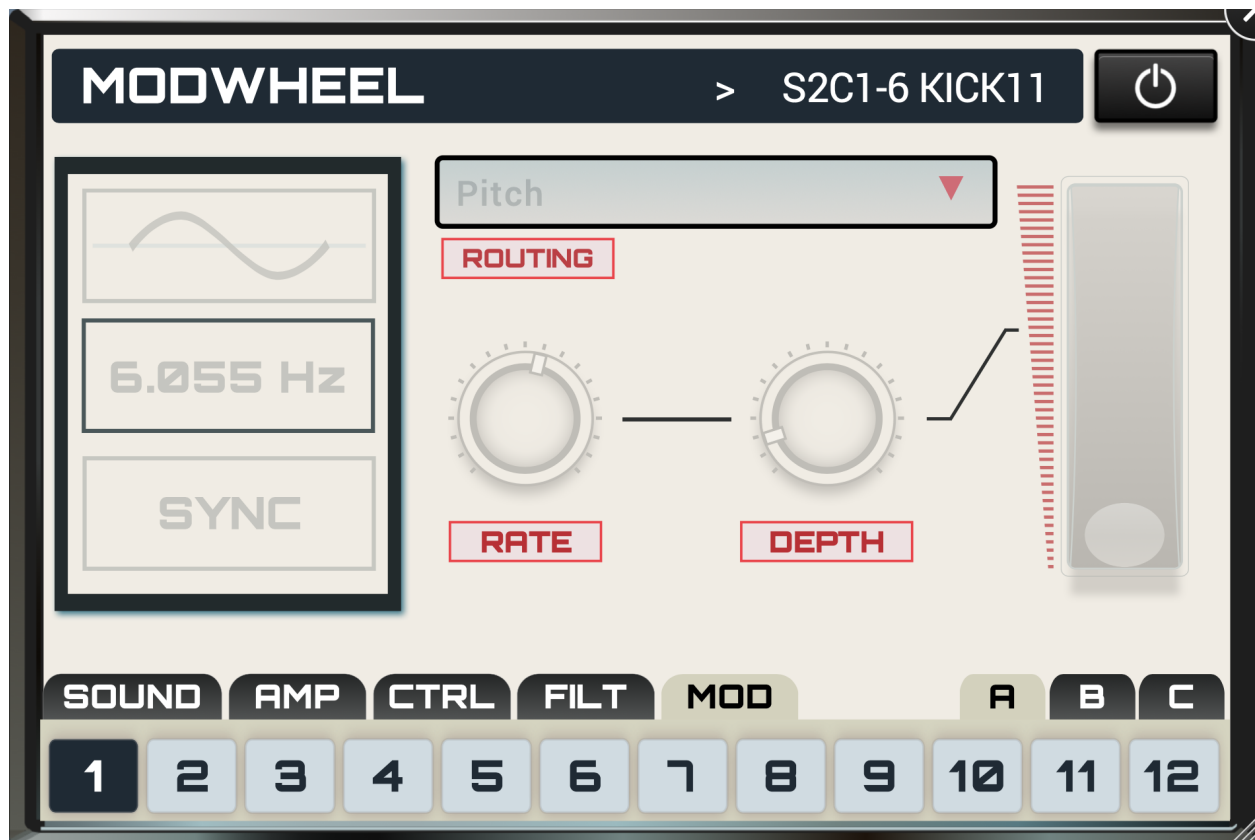 MODWHEEL > S2C1-6 KICK11
Pitch
ROUTING
6.055 Hz
SYNC
RATE DEPTH
SOUND AMP CTRL FILT MOD A B C
1 2 3 4 5 6 7 8 9 10 11 12